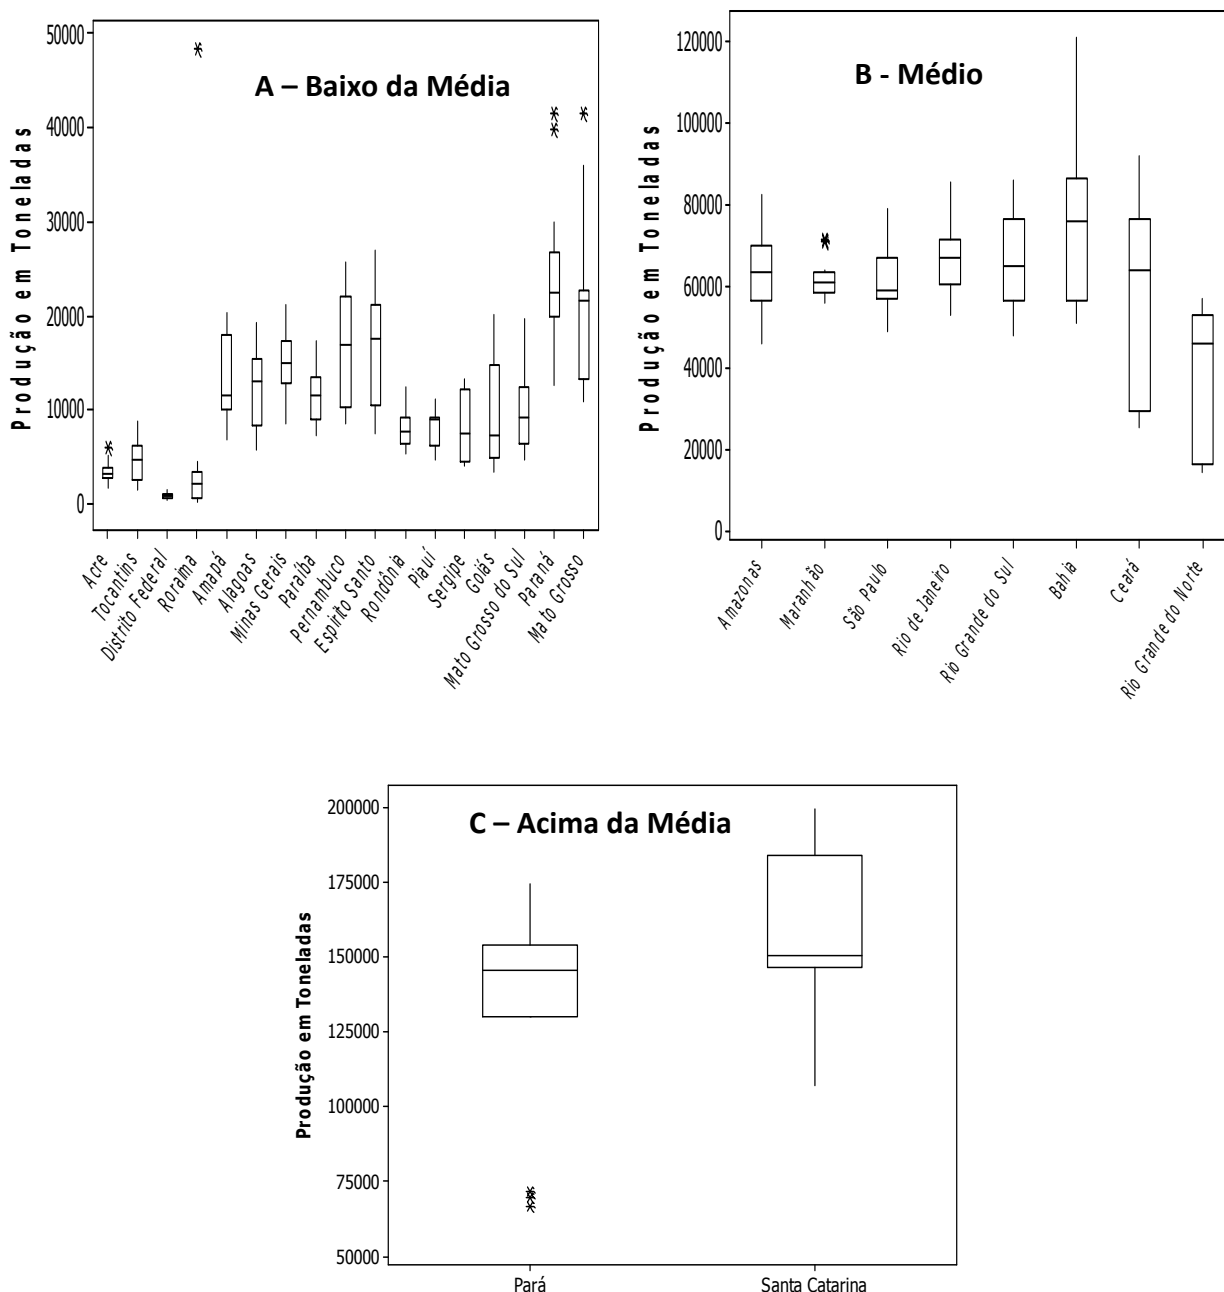 A – Baixo da Média
Produção em Toneladas
50000
40000
30000
20000
10000
0
Acre
Tocantins
Distrito Federal
Roraima
Amapá
Alagoas
Minas Gerais
Paraíba
Pernambuco
Espirito Santo
Rondônia
Piauí
Sergipe
Goiás
Mato Grosso do Sul
Paraná
Mato Grosso
B - Médio
Produção em Toneladas
120000
100000
80000
60000
40000
20000
0
Amazonas
Maranhão
São Paulo
Rio de Janeiro
Rio Grande do Sul
Bahia
Ceará
Rio Grande do Norte
C – Acima da Média
Produção em Toneladas
200000
175000
150000
125000
100000
75000
50000
Pará
Santa Catarina